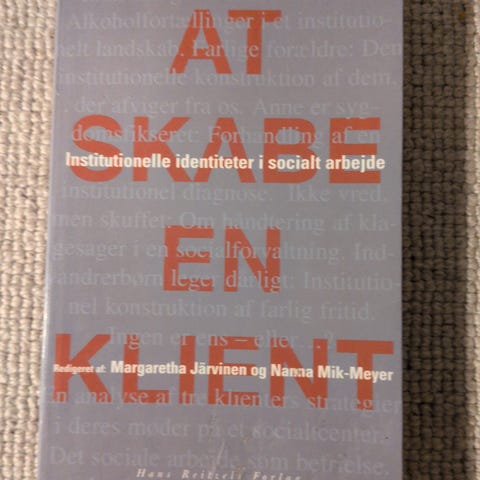 Alkoholfortællinger i et institutio-
AT
nelt landskab. Farlige forældre: Den
institutionelle konstruktion af dem,
der afviger fra os. Anne er syg-
SKABE
domsfikseret: Forhandling af en
Institutionelle identiteter i socialt arbejde
institutionel diagnose. Ikke vred,
men skuffet: Om håndtering af kla-
EN
gesager i en socialforvaltning. Ind-
vandrerbørn leger dårligt: Institutio-
nel konstruktion af farlig fritid.
Ingen er ens – eller...?
KLIENT
Redigeret af: Margaretha Järvinen og Nanna Mik-Meyer
En analyse af tre klienters strategier
i deres møder på et socialcenter.
Det sociale arbejde som befrielse.
Hans Reitzels Forlag